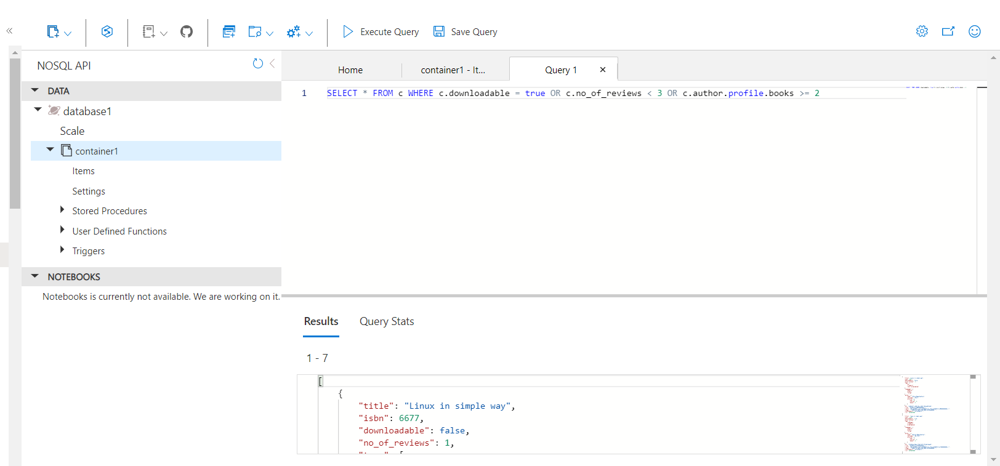 Execute Query
Save Query
NOSQL API
DATA
database1
Scale
container1
Items
Settings
Stored Procedures
User Defined Functions
Triggers
NOTEBOOKS
Notebooks is currently not available. We are working on it.
Home
container1 - It...
Query 1
1 SELECT * FROM c WHERE c.downloadable = true OR c.no_of_reviews < 3 OR c.author.profile.books >= 2
Results
Query Stats
1 - 7
[
{
"title": "Linux in simple way",
"isbn": 6677,
"downloadable": false,
"no_of_reviews": 1,